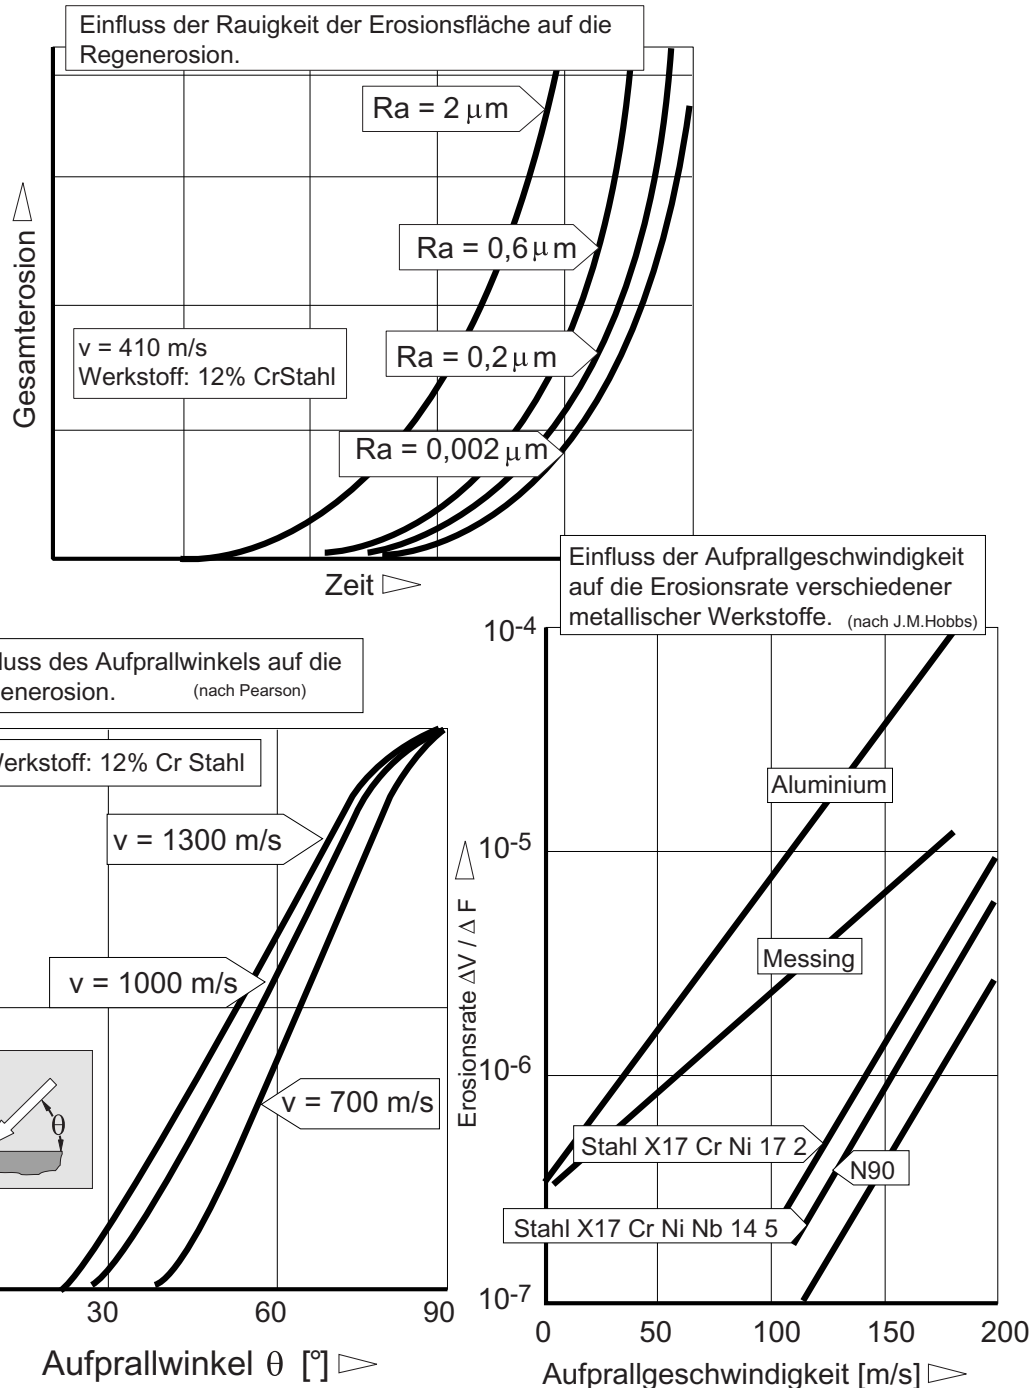 Einfluss der Rauigkeit der Erosionsfläche auf die
Regenerosion.
Ra = 2 μm
Ra = 0,6 μm
Ra = 0,2 μm
Ra = 0,002 μm
v = 410 m/s
Werkstoff: 12% CrStahl
Gesamterosion
Zeit
luss des Aufprallwinkels auf die
enerosion. (nach Pearson)
Verkstoff: 12% Cr Stahl
v = 1300 m/s
v = 1000 m/s
v = 700 m/s
θ
30 60 90
Aufprallwinkel θ [°]
Einfluss der Aufprallgeschwindigkeit
auf die Erosionsrate verschiedener
metallischer Werkstoffe. (nach J.M.Hobbs)
10-4
10-5
10-6
10-7
Erosionsrate ΔV / Δ F
Aluminium
Messing
Stahl X17 Cr Ni 17 2
N90
Stahl X17 Cr Ni Nb 14 5
0 50 100 150 200
Aufprallgeschwindigkeit [m/s]